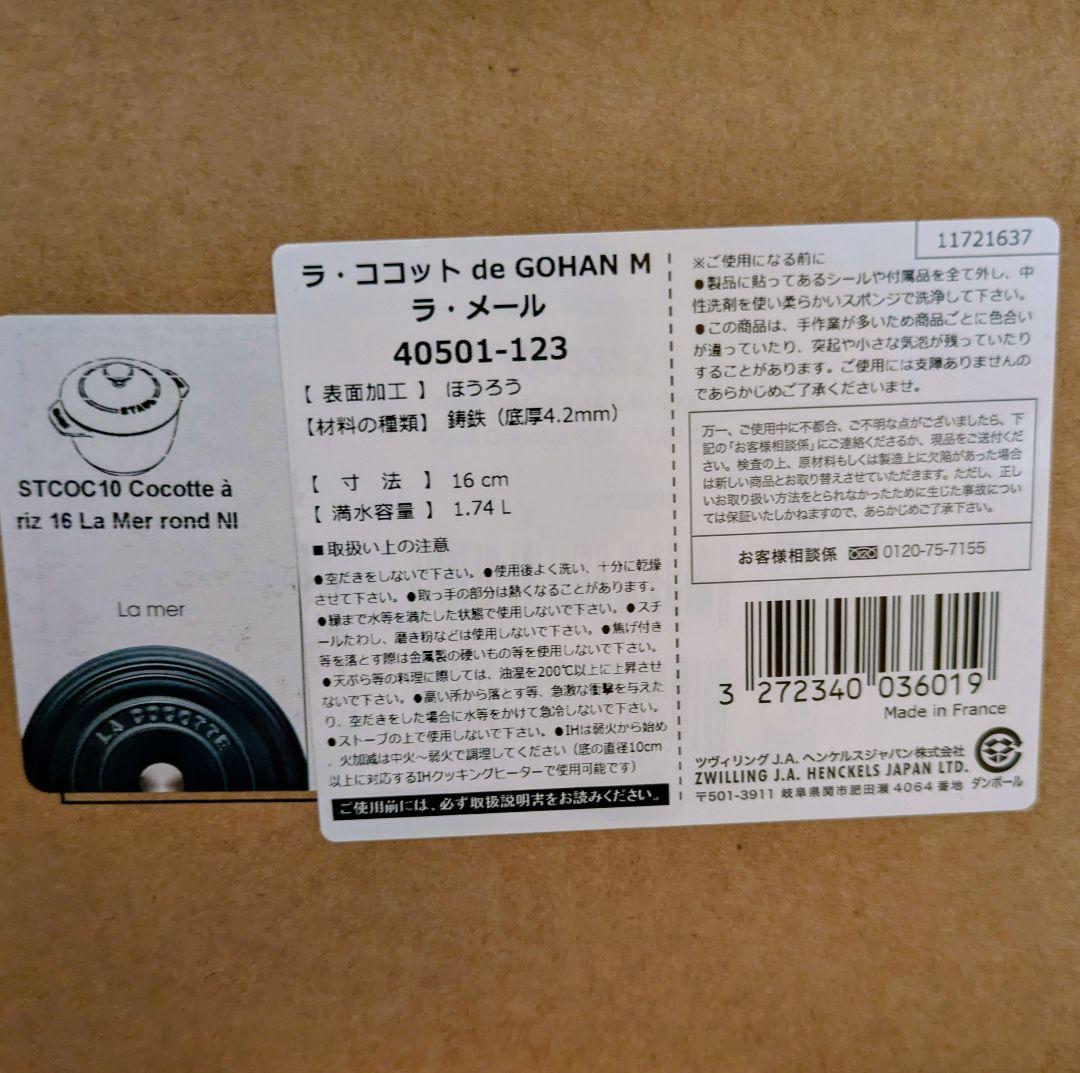 STAUB
STCOC10 Cocotte à
riz 16 La Mer rond NI
La mer
LA COCOTTE
ラ・ココット de GOHAN M
ラ・メール
40501-123
【 表面加工 】 ほうろう
【材料の種類】 鋳鉄（底厚4.2mm）
【 寸 法 】 16 cm
【 満水容量 】 1.74 L
■取扱い上の注意
●空だきをしないで下さい。●使用後よく洗い、十分に乾燥
させて下さい。●取っ手の部分は熱くなることがあります。
●縁まで水等を満たした状態で使用しないで下さい。●スチ
ールたわし、磨き粉などは使用しないで下さい。●焦げ付き
等を落とす際は金属製の硬いもの等を使用しないで下さい。
●天ぷら等の料理に際しては、油温を200℃以上に上昇させ
ないで下さい。●高い所から落とす等、急激な衝撃を与えた
り、空だきをした場合に水等をかけて急冷しないで下さい。
●ストーブの上で使用しないで下さい。●IHは弱火から始め
、火加減は中火～弱火で調理してください（底の直径10cm
以上に対応するIHクッキングヒーターで使用可能です）
ご使用前には、必ず取扱説明書をお読みください。
11721637
※ご使用になる前に
●製品に貼ってあるシールや付属品を全て外し、中
性洗剤を使い柔らかいスポンジで洗浄して下さい。
●この商品は、手作業が多いため商品ごとに色合い
が違っていたり、突起や小さな気泡が残っていたり
することがあります。ご使用には支障ありませんの
であらかじめご了承くださいませ。
万一、ご使用中に不都合、ご不明な点がございましたら、下
記の「お客様相談係」にご連絡くださるか、現品をご送付くだ
さい。検査の上、原材料もしくは製造上に欠陥があった場合
は新しい商品とお取り替えさせていただきます。ただし、正し
いお取り扱い方法をとられなかったために生じた事故につい
ては保証いたしかねますので、あらかじめご了承下さい。
お客様相談係 0120-75-7155
3 272340 036019
Made in France
ツヴィリング J.A. ヘンケルスジャパン株式会社
ZWILLING J.A. HENCKELS JAPAN LTD.
〒501-3911 岐阜県関市肥田瀬 4064 番地
ダンボール